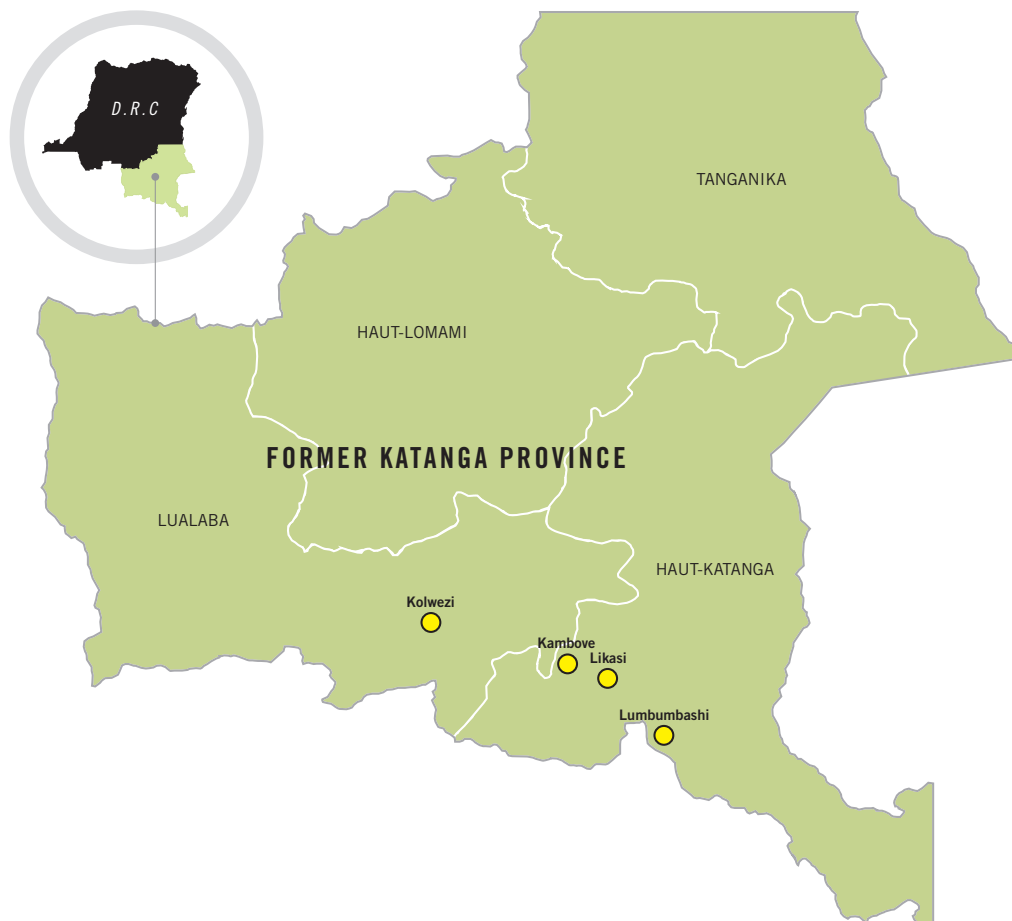 D.R.C
TANGANIKA
HAUT-LOMAMI
FORMER KATANGA PROVINCE
LUALABA
HAUT-KATANGA
Kolwezi
Kambove
Likasi
Lumbumbashi